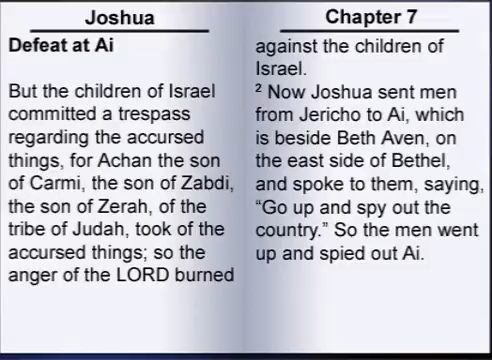 Joshua
Defeat at Ai
But the children of Israel
committed a trespass
regarding the accursed
things, for Achan the son
of Carmi, the son of Zabdi,
the son of Zerah, of the
tribe of Judah, took of the
accursed things; so the
anger of the LORD burned
Chapter 7
against the children of
Israel.
² Now Joshua sent men
from Jericho to Ai, which
is beside Beth Aven, on
the east side of Bethel,
and spoke to them, saying,
“Go up and spy out the
country.” So the men went
up and spied out Ai.